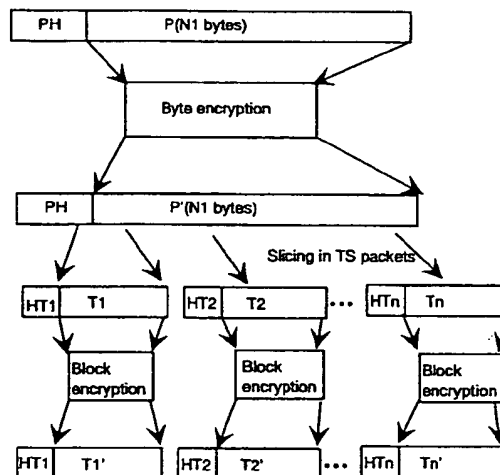 PH P(N1 bytes)
Byte encryption
PH P'(N1 bytes)
Slicing in TS packets
HT1 T1 HT2 T2 ... HTn Tn
Block encryption Block encryption Block encryption
HT1 T1' HT2 T2' ... HTn Tn'